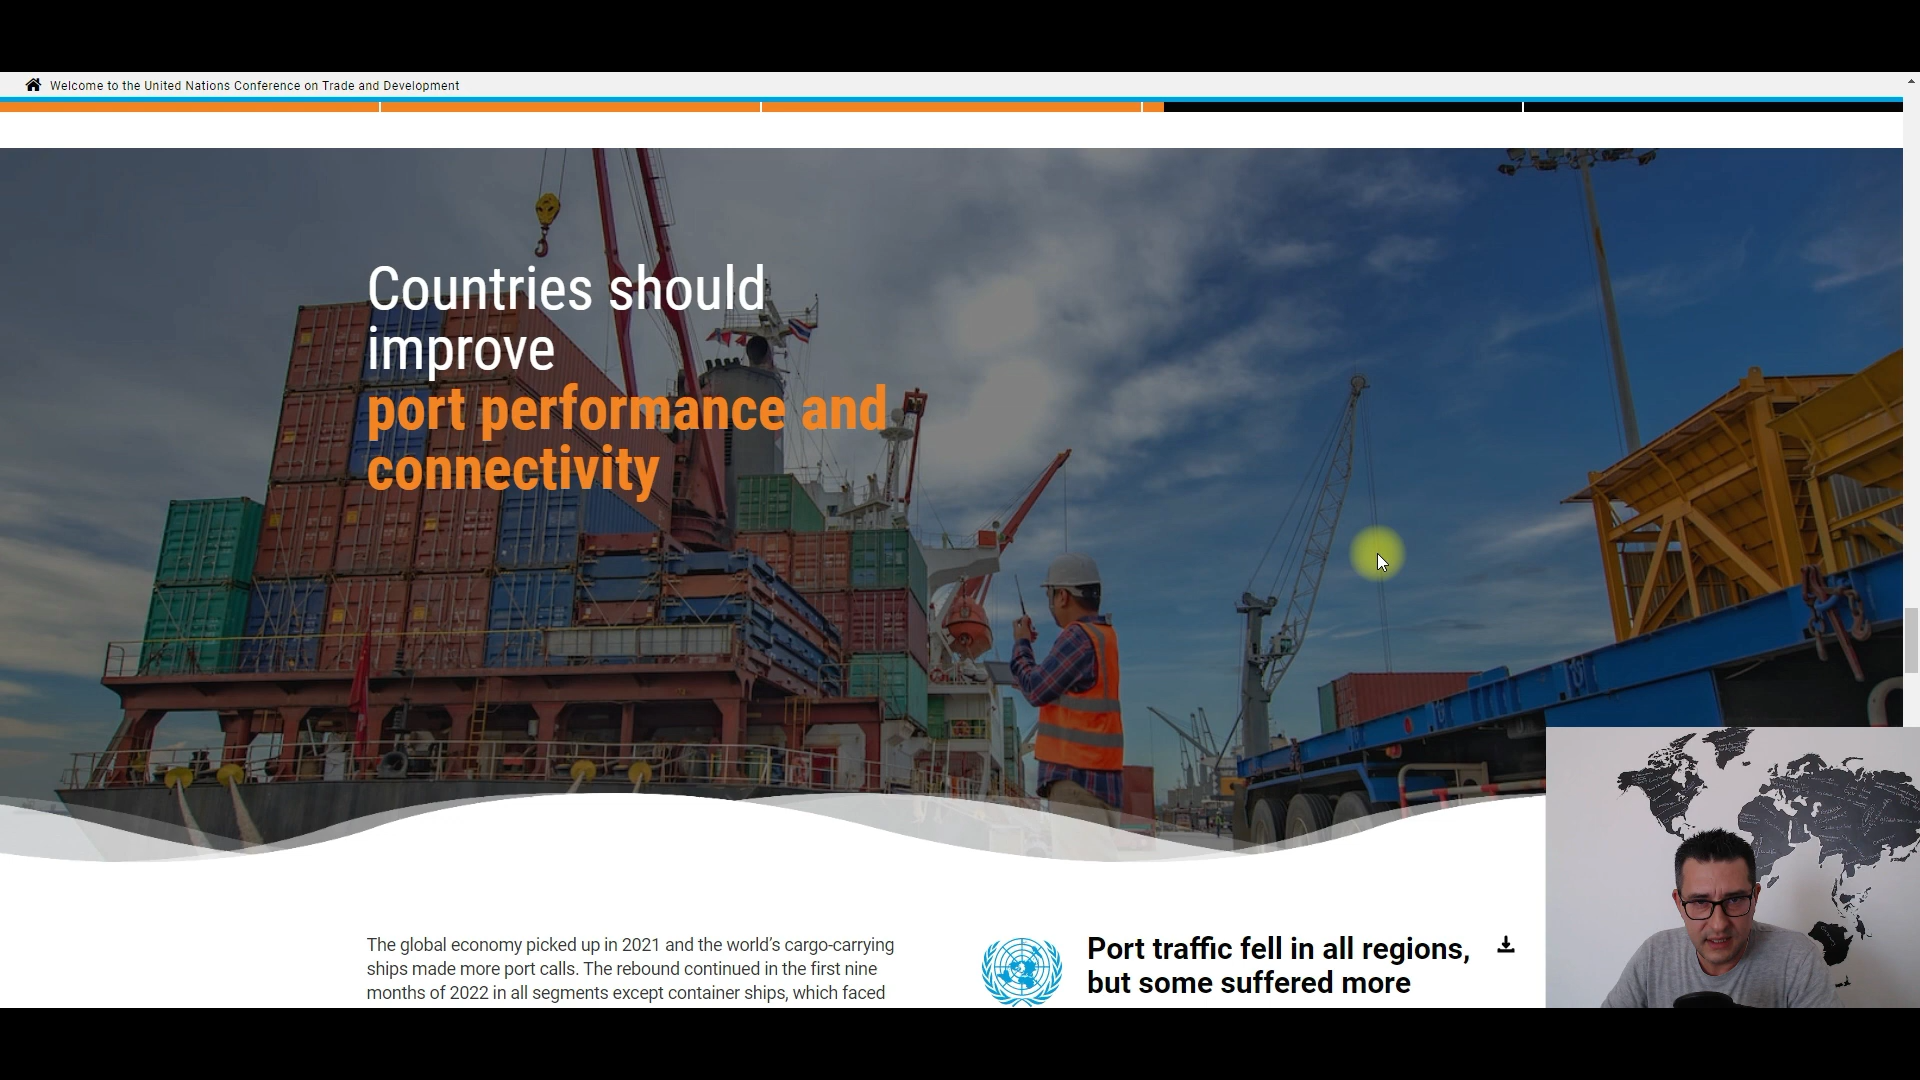 Welcome to the United Nations Conference on Trade and Development
Countries should
improve
port performance and
connectivity
The global economy picked up in 2021 and the world’s cargo-carrying
ships made more port calls. The rebound continued in the first nine
months of 2022 in all segments except container ships, which faced
Port traffic fell in all regions,
but some suffered more